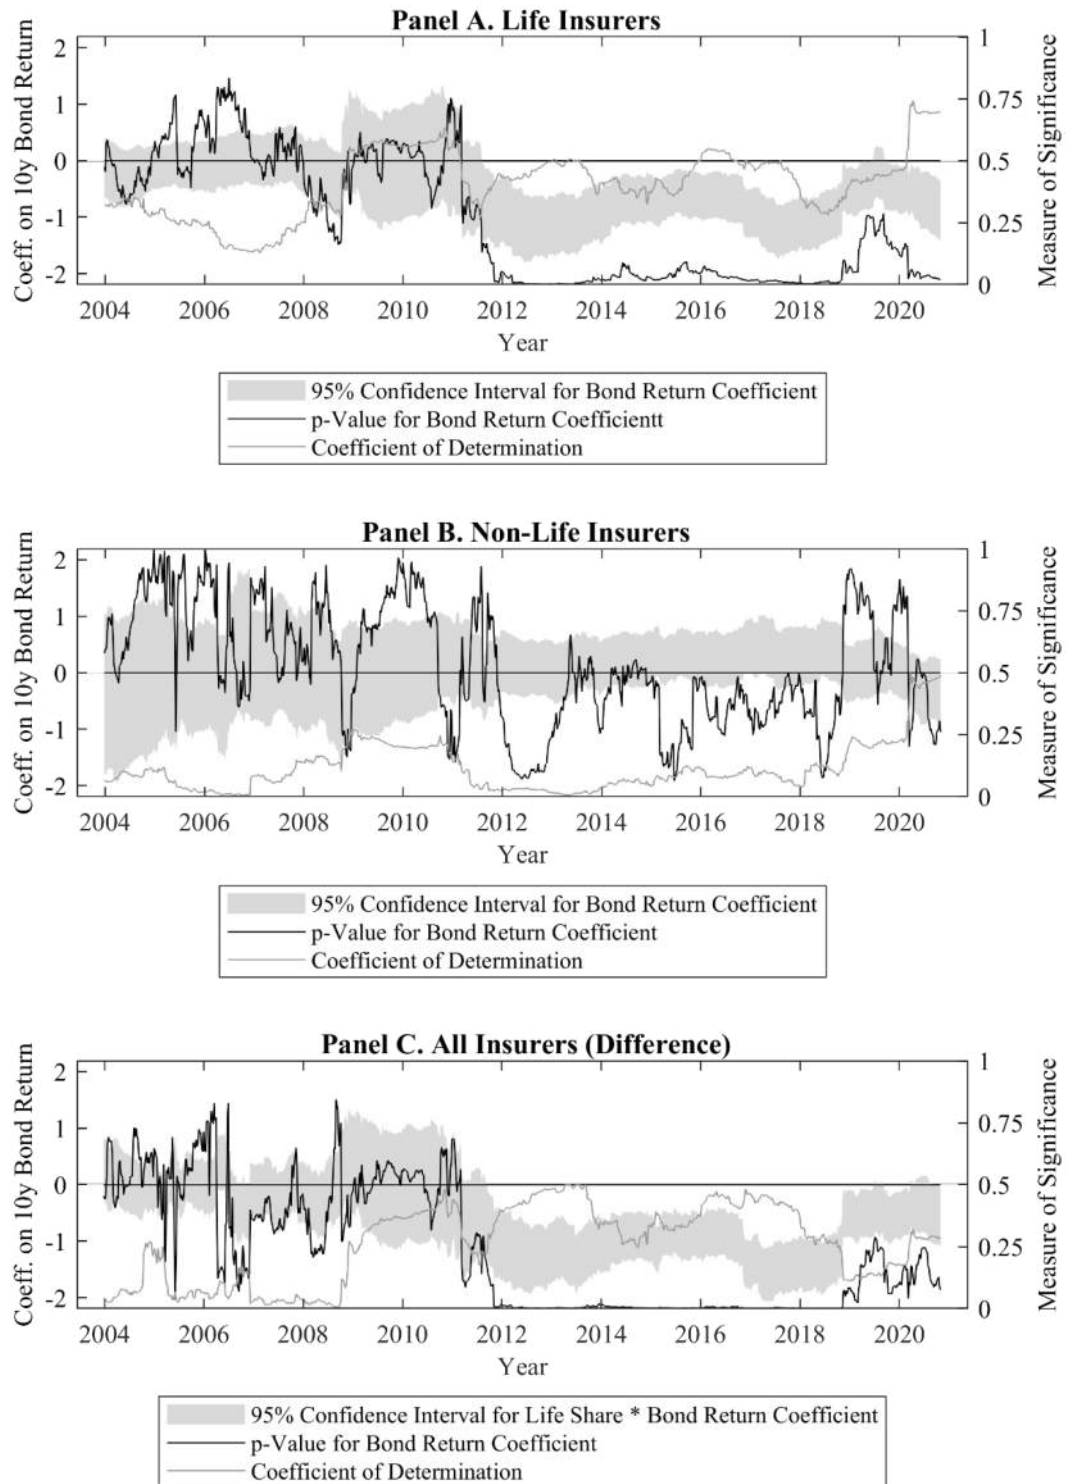 Panel A. Life Insurers
Coeff. on 10y Bond Return
2
1
0
-1
-2
1
0.75
0.5
0.25
0
Measure of Significance
2004 2006 2008 2010 2012 2014 2016 2018 2020
Year
95% Confidence Interval for Bond Return Coefficient
p-Value for Bond Return Coefficientt
Coefficient of Determination
Panel B. Non-Life Insurers
Coeff. on 10y Bond Return
2
1
0
-1
-2
1
0.75
0.5
0.25
0
Measure of Significance
2004 2006 2008 2010 2012 2014 2016 2018 2020
Year
95% Confidence Interval for Bond Return Coefficient
p-Value for Bond Return Coefficient
Coefficient of Determination
Panel C. All Insurers (Difference)
Coeff. on 10y Bond Return
2
1
0
-1
-2
1
0.75
0.5
0.25
0
Measure of Significance
2004 2006 2008 2010 2012 2014 2016 2018 2020
Year
95% Confidence Interval for Life Share * Bond Return Coefficient
p-Value for Bond Return Coefficient
Coefficient of Determination